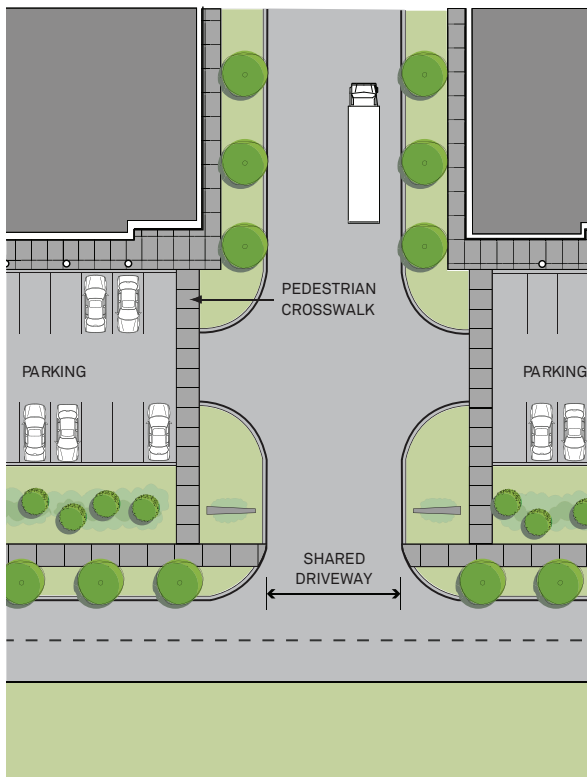 PEDESTRIAN
CROSSWALK
PARKING
PARKING
SHARED
DRIVEWAY